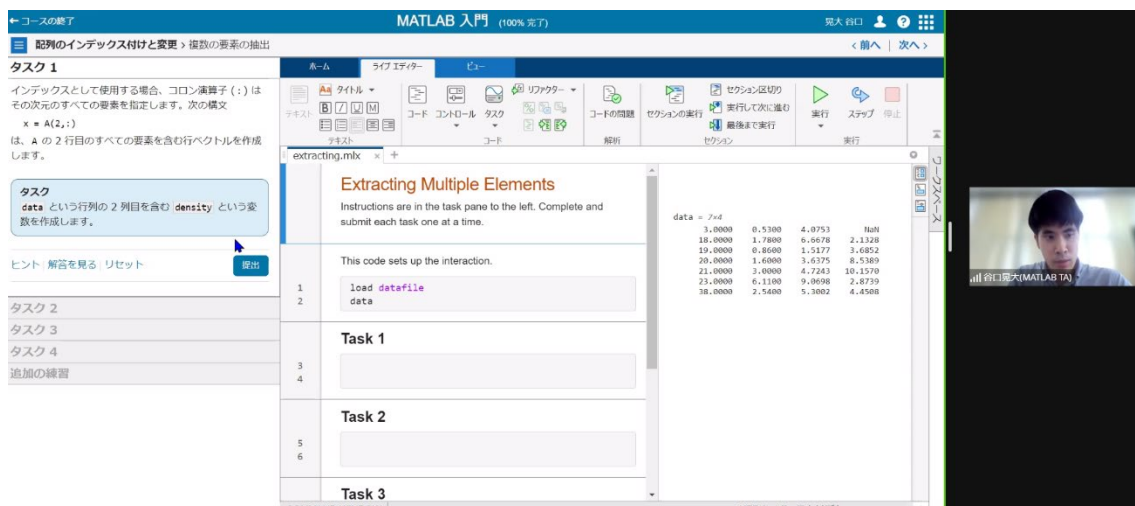 コースの終了
MATLAB 入門 (100% 完了)
晃大 谷口
配列のインデックス付けと変更 › 複数の要素の抽出
‹ 前へ | 次へ ›
タスク 1
インデックスとして使用する場合、コロン演算子 (:) は
その次元のすべての要素を指定します。次の構文
x = A(2,:)
は、A の 2 行目のすべての要素を含む行ベクトルを作成
します。
タスク
data という行列の 2 列目を含む density という変
数を作成します。
ヒント | 解答を見る | リセット
提出
タスク 2
タスク 3
タスク 4
追加の練習
ホーム
ライブ エディター
ビュー
テキスト
Aa タイトル
B I U M
テキスト
コード
コントロール
タスク
リファクター
コード
コードの問題
解析
セクションの実行
セクション区切り
実行して次に進む
最後まで実行
セクション
実行
ステップ
停止
実行
extracting.mlx × +
ワークスペース
Extracting Multiple Elements
Instructions are in the task pane to the left. Complete and
submit each task one at a time.
This code sets up the interaction.
1 load datafile
2 data
Task 1
3
4
Task 2
5
6
Task 3
data = 7×4
3.0000 0.5300 4.0753 NaN
18.0000 1.7800 6.6678 2.1328
19.0000 0.8600 1.5177 3.6852
20.0000 1.6000 3.6375 8.5389
21.0000 3.0000 4.7243 10.1570
23.0000 6.1100 9.0698 2.8739
38.0000 2.5400 5.3002 4.4508
谷口晃大(MATLAB TA)